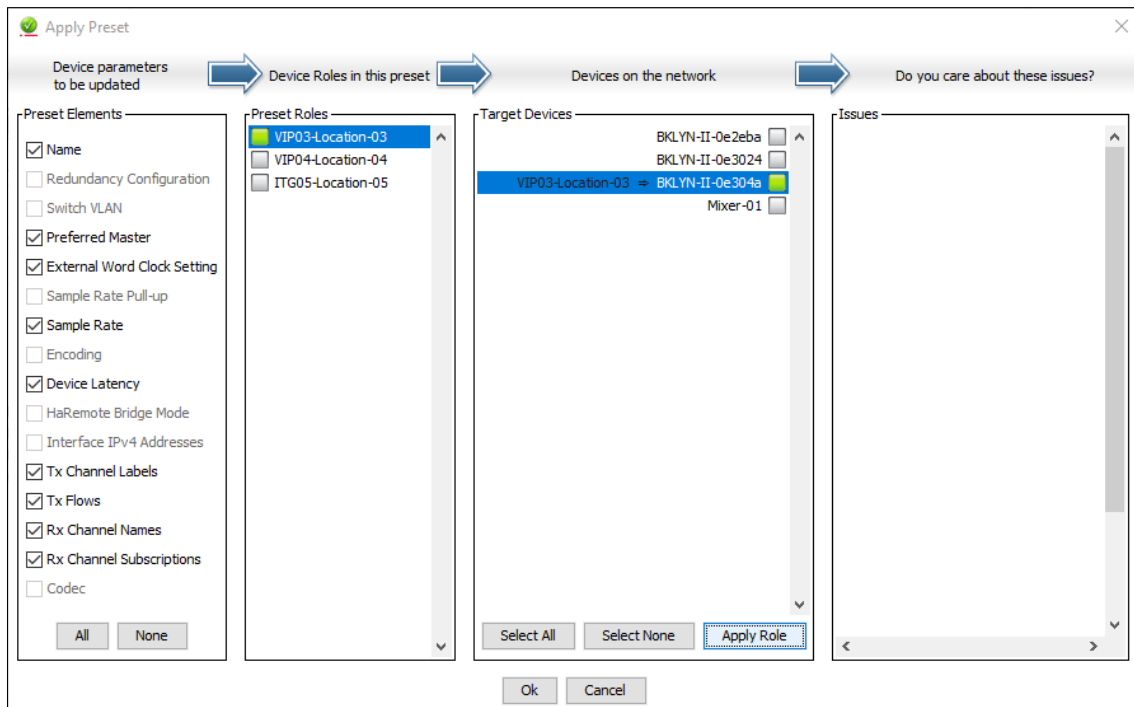 Apply Preset
Device parameters
to be updated
Device Roles in this preset
Devices on the network
Do you care about these issues?
Preset Elements
Name
Redundancy Configuration
Switch VLAN
Preferred Master
External Word Clock Setting
Sample Rate Pull-up
Sample Rate
Encoding
Device Latency
HaRemote Bridge Mode
Interface IPv4 Addresses
Tx Channel Labels
Tx Flows
Rx Channel Names
Rx Channel Subscriptions
Codec
All None
Preset Roles
VIP03-Location-03
VIP04-Location-04
ITG05-Location-05
Target Devices
BKLYN-II-0e2eba
BKLYN-II-0e3024
VIP03-Location-03 ⇒ BKLYN-II-0e304a
Mixer-01
Select All Select None Apply Role
Issues
Ok Cancel